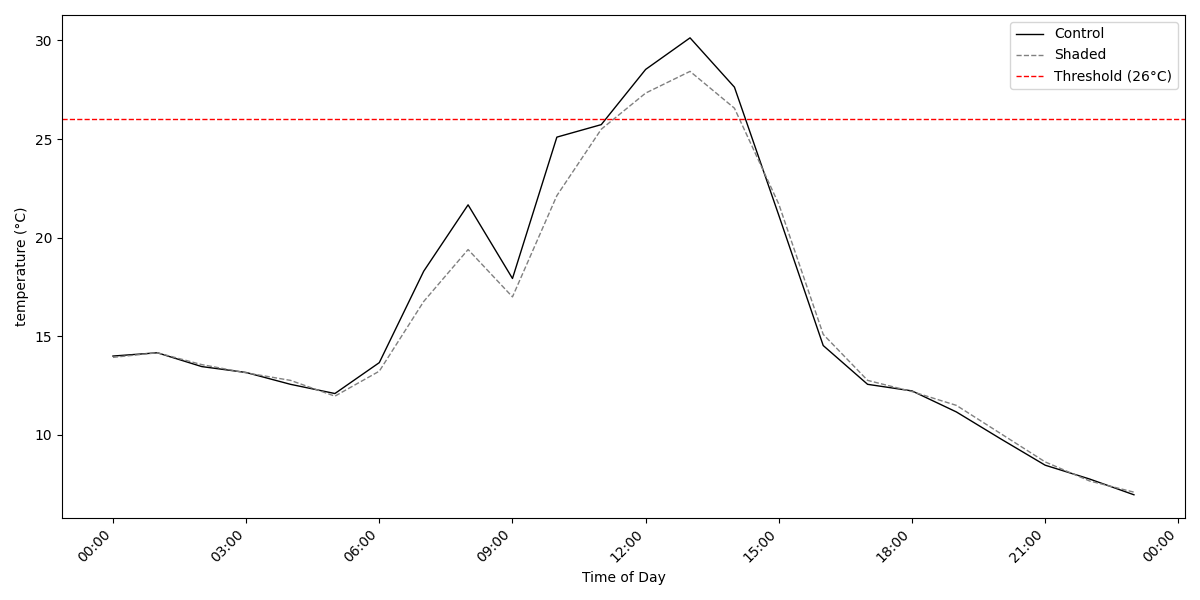 Control
Shaded
Threshold (26°C)
30
25
20
15
10
temperature (°C)
00:00 03:00 06:00 09:00 12:00 15:00 18:00 21:00 00:00
Time of Day